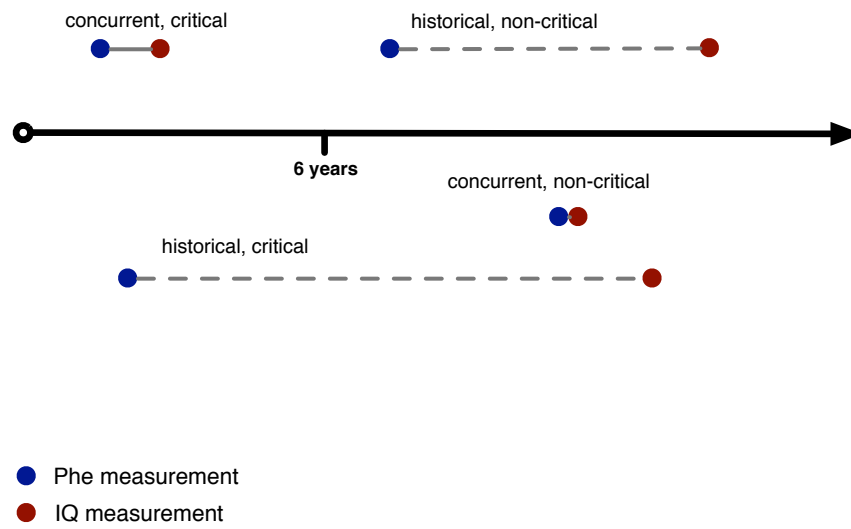 concurrent, critical
historical, non-critical
6 years
concurrent, non-critical
historical, critical
Phe measurement
IQ measurement